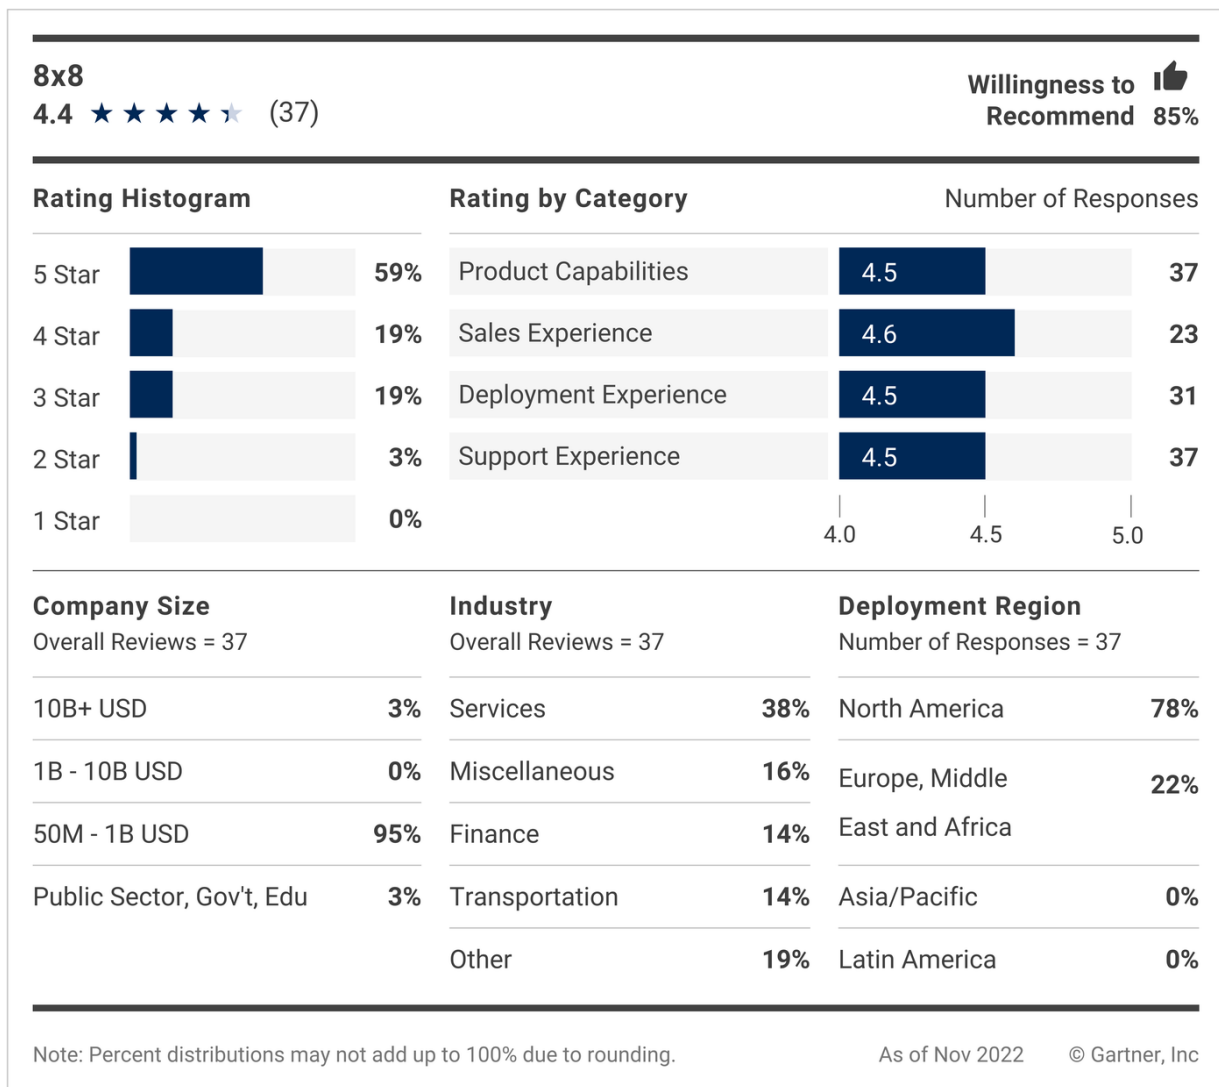 8x8
4.4 (37)
Willingness to
Recommend 85%
Rating Histogram
5 Star 59%
4 Star 19%
3 Star 19%
2 Star 3%
1 Star 0%
Rating by Category Number of Responses
Product Capabilities 4.5 37
Sales Experience 4.6 23
Deployment Experience 4.5 31
Support Experience 4.5 37
4.0 4.5 5.0
Company Size
Overall Reviews = 37
10B+ USD 3%
1B - 10B USD 0%
50M - 1B USD 95%
Public Sector, Gov't, Edu 3%
Industry
Overall Reviews = 37
Services 38%
Miscellaneous 16%
Finance 14%
Transportation 14%
Other 19%
Deployment Region
Number of Responses = 37
North America 78%
Europe, Middle 22%
East and Africa
Asia/Pacific 0%
Latin America 0%
Note: Percent distributions may not add up to 100% due to rounding. As of Nov 2022 © Gartner, Inc